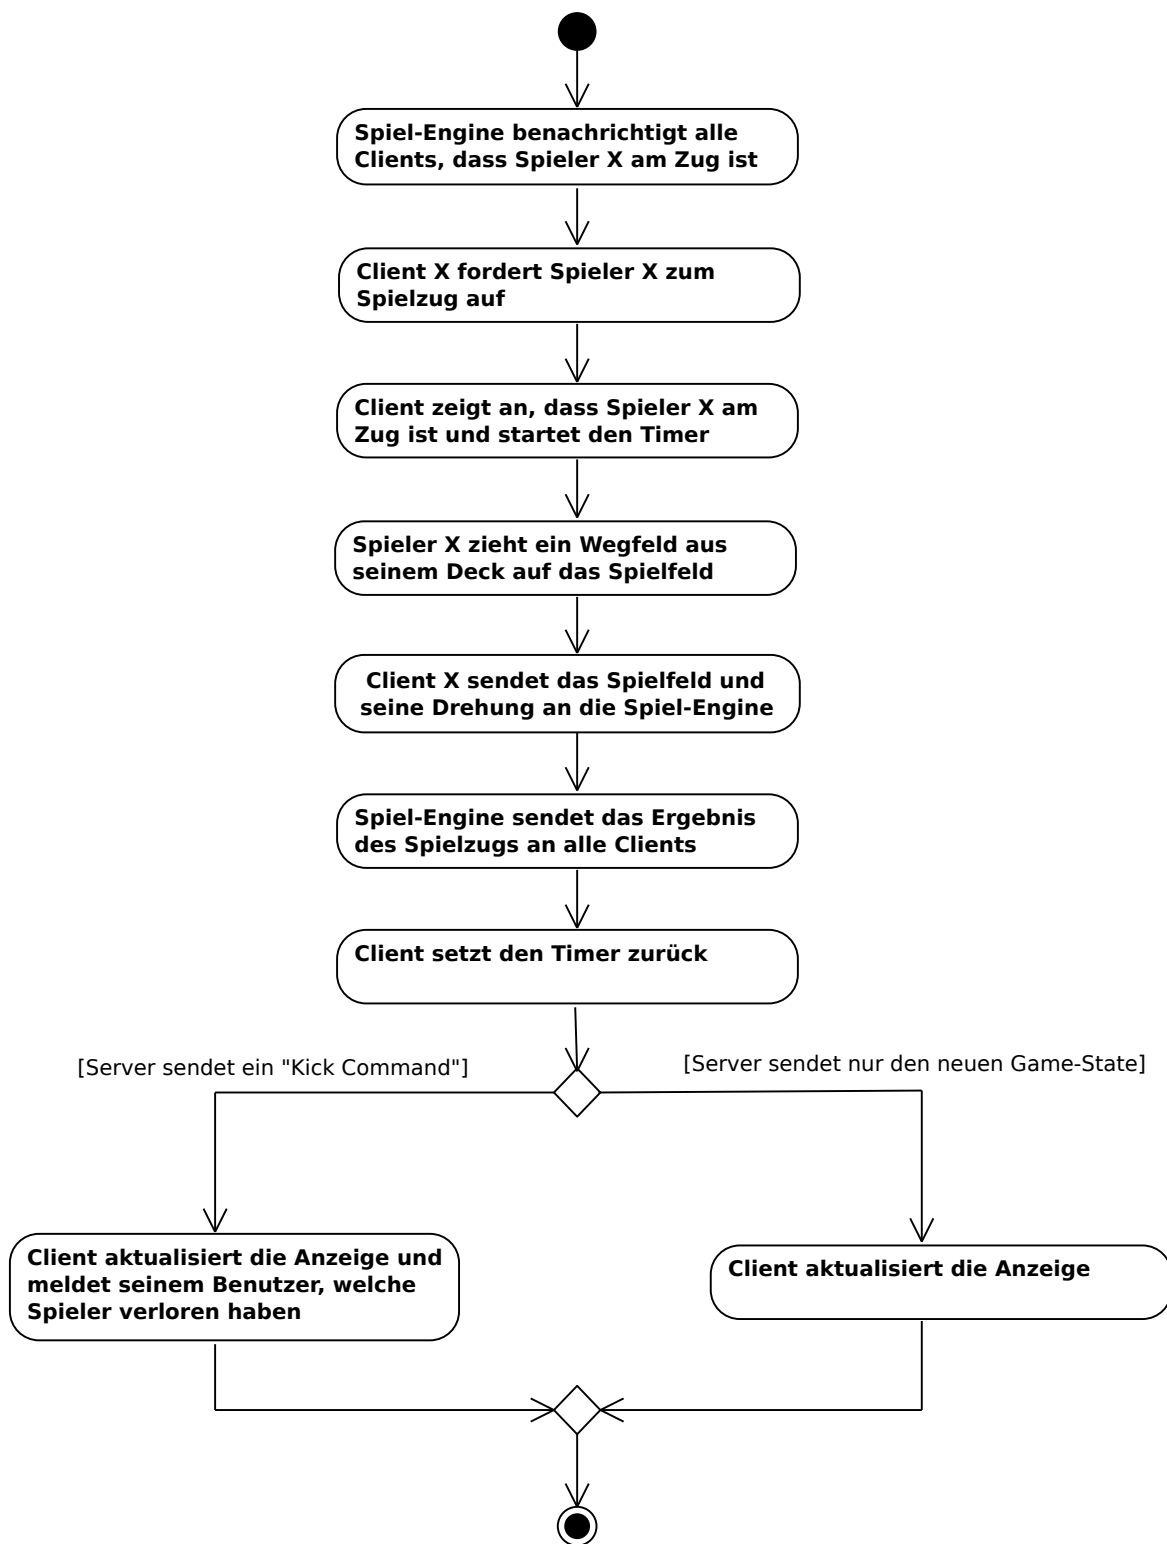 Spiel-Engine benachrichtigt alle
Clients, dass Spieler X am Zug ist
Client X fordert Spieler X zum
Spielzug auf
Client zeigt an, dass Spieler X am
Zug ist und startet den Timer
Spieler X zieht ein Wegfeld aus
seinem Deck auf das Spielfeld
Client X sendet das Spielfeld und
seine Drehung an die Spiel-Engine
Spiel-Engine sendet das Ergebnis
des Spielzugs an alle Clients
Client setzt den Timer zurück
[Server sendet ein "Kick Command"]
[Server sendet nur den neuen Game-State]
Client aktualisiert die Anzeige und
meldet seinem Benutzer, welche
Spieler verloren haben
Client aktualisiert die Anzeige